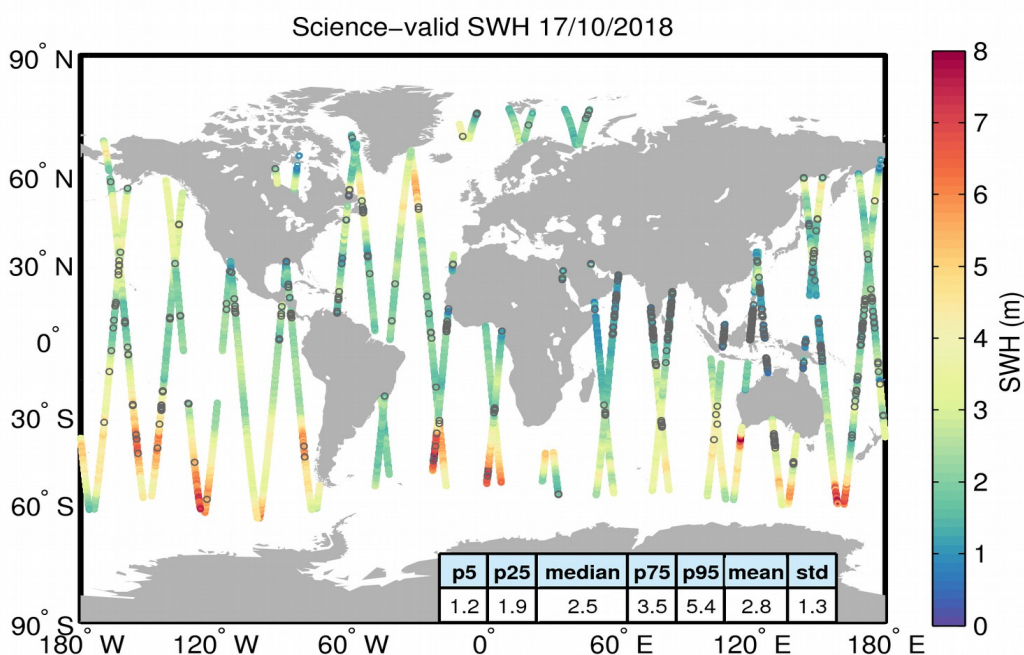 Science−valid SWH 17/10/2018
90° N
60° N
30° N
0°
30° S
60° S
90° S
180° W 120° W 60° W 0° 60° E 120° E 180° E
p5 p25 median p75 p95 mean std
1.2 1.9 2.5 3.5 5.4 2.8 1.3
8
7
6
5
4
3
2
1
0
SWH (m)